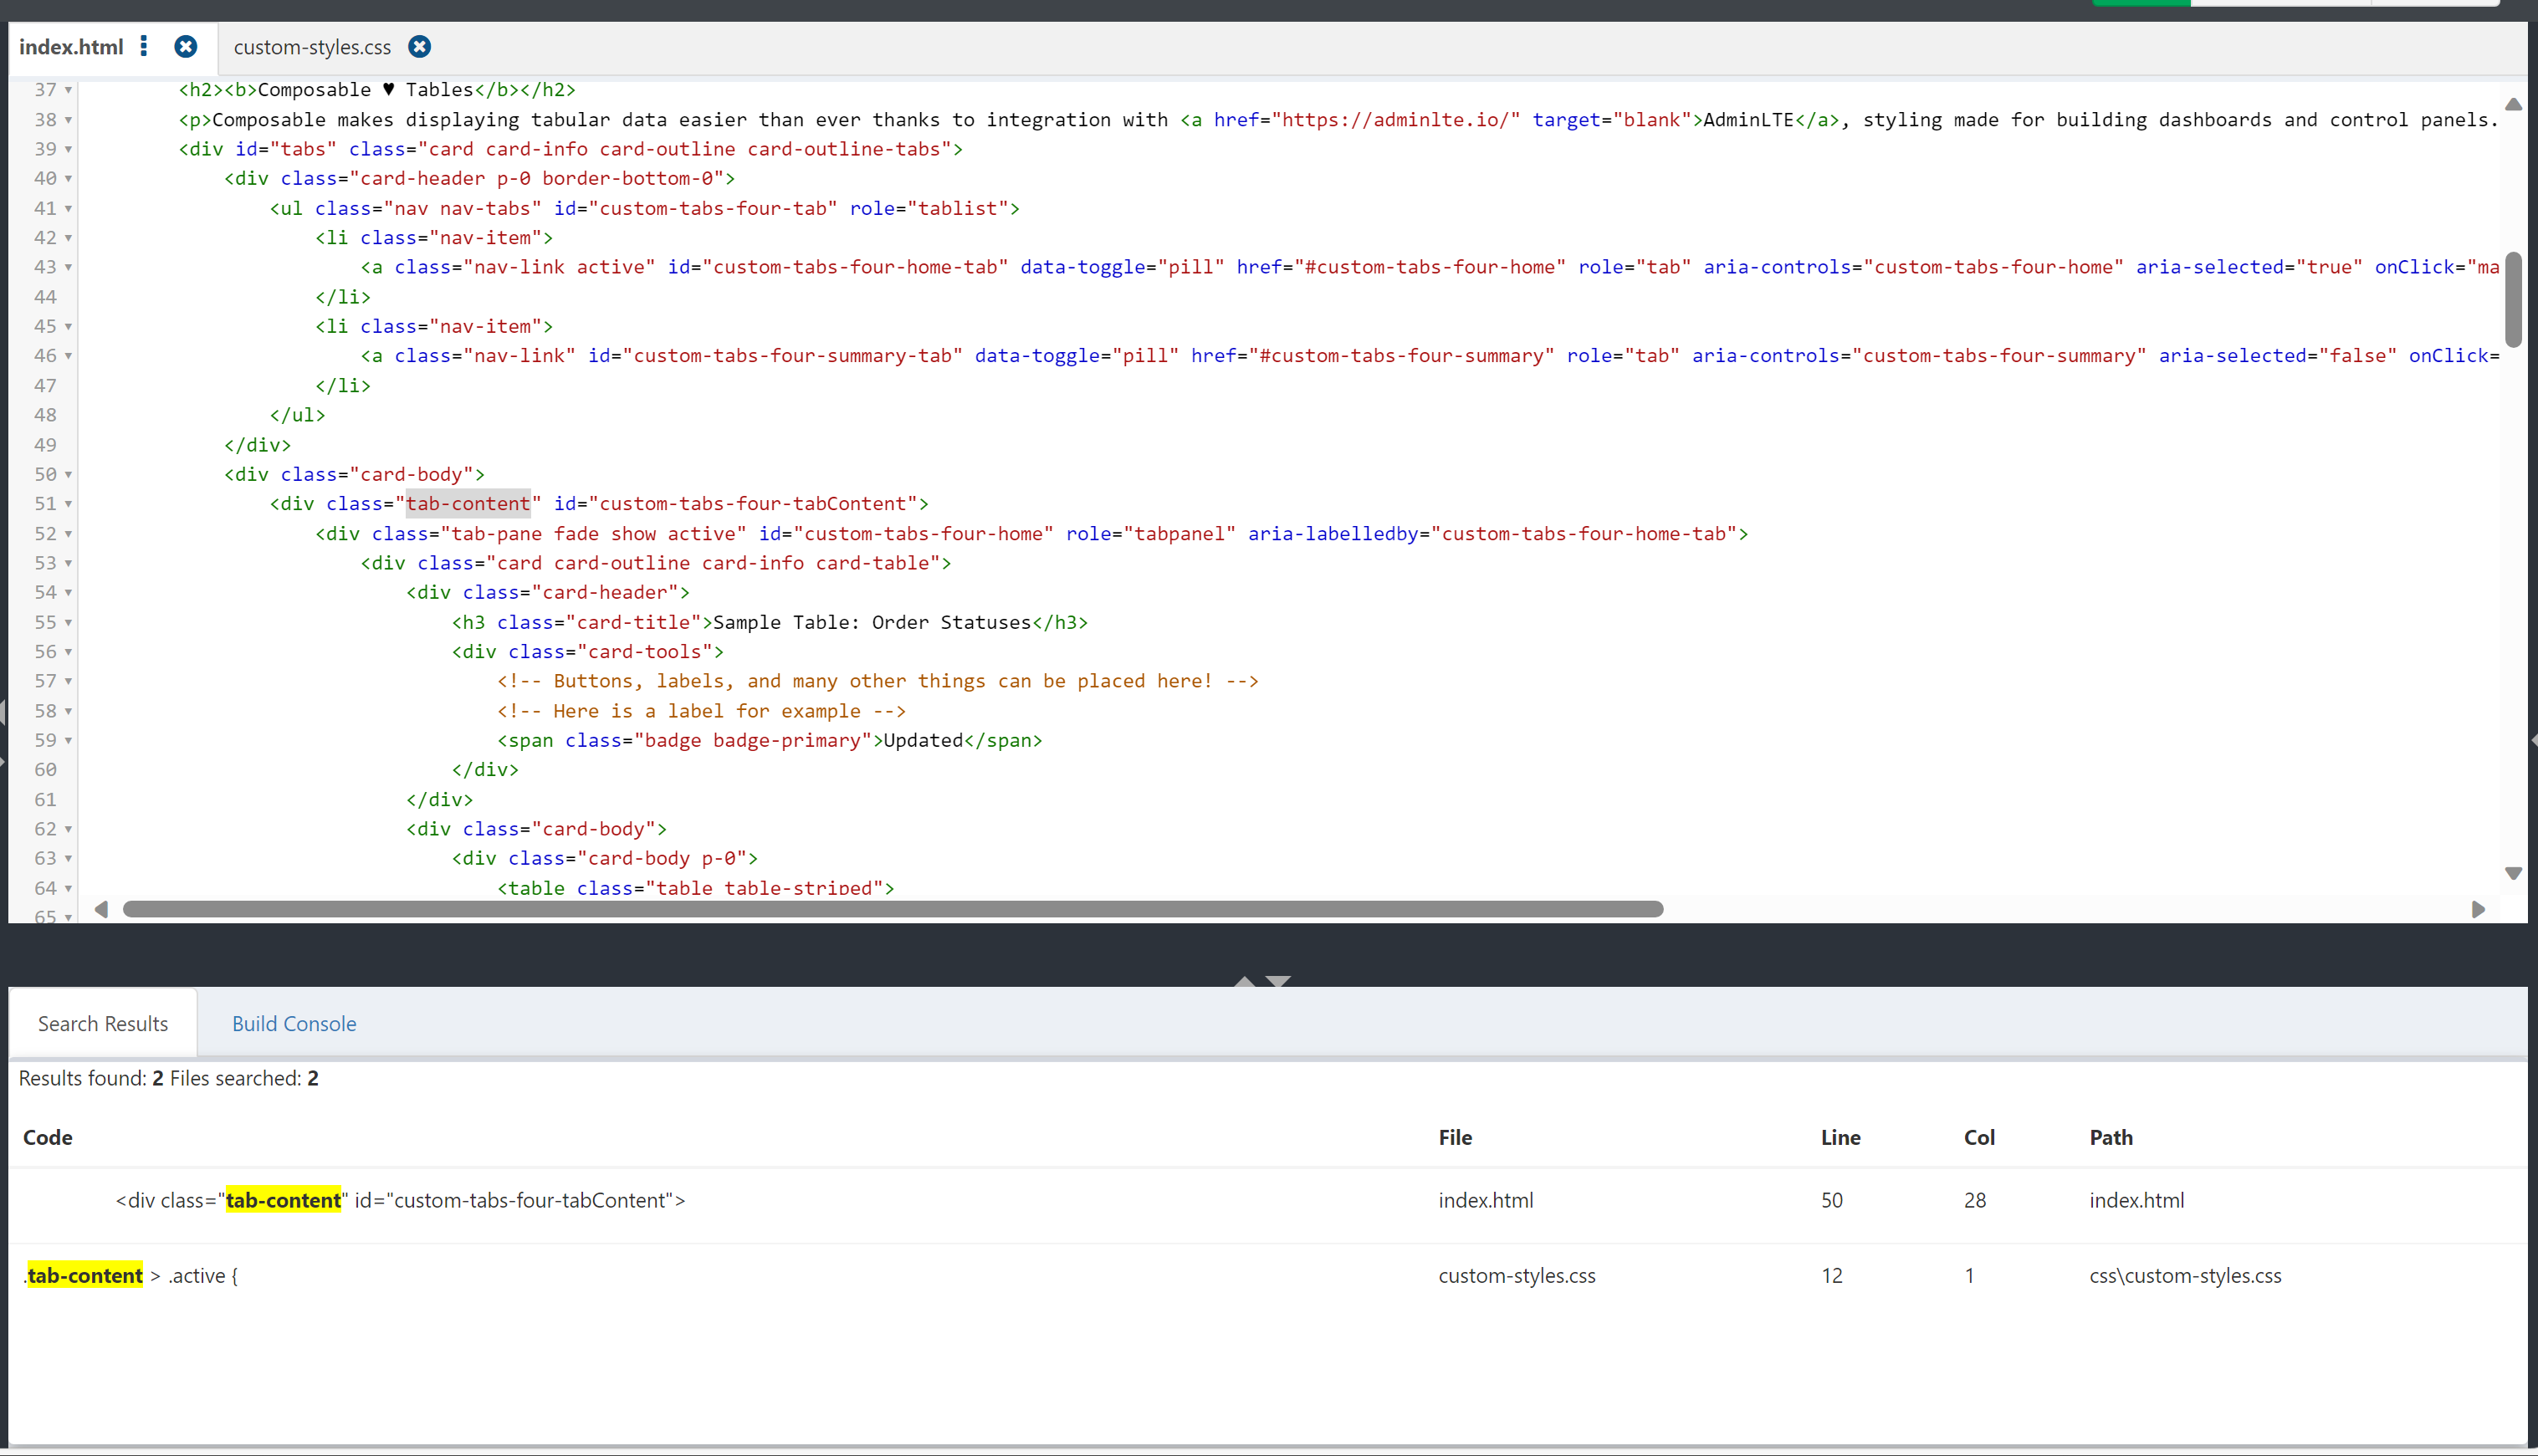 index.html
custom-styles.css
37 <h2><b>Composable ♥ Tables</b></h2>
38 <p>Composable makes displaying tabular data easier than ever thanks to integration with <a href="https://adminlte.io/" target="blank">AdminLTE</a>, styling made for building dashboards and control panels.
39 <div id="tabs" class="card card-info card-outline card-outline-tabs">
40 <div class="card-header p-0 border-bottom-0">
41 <ul class="nav nav-tabs" id="custom-tabs-four-tab" role="tablist">
42 <li class="nav-item">
43 <a class="nav-link active" id="custom-tabs-four-home-tab" data-toggle="pill" href="#custom-tabs-four-home" role="tab" aria-controls="custom-tabs-four-home" aria-selected="true" onClick="ma
44 </li>
45 <li class="nav-item">
46 <a class="nav-link" id="custom-tabs-four-summary-tab" data-toggle="pill" href="#custom-tabs-four-summary" role="tab" aria-controls="custom-tabs-four-summary" aria-selected="false" onClick=
47 </li>
48 </ul>
49 </div>
50 <div class="card-body">
51 <div class="tab-content" id="custom-tabs-four-tabContent">
52 <div class="tab-pane fade show active" id="custom-tabs-four-home" role="tabpanel" aria-labelledby="custom-tabs-four-home-tab">
53 <div class="card card-outline card-info card-table">
54 <div class="card-header">
55 <h3 class="card-title">Sample Table: Order Statuses</h3>
56 <div class="card-tools">
57 <!-- Buttons, labels, and many other things can be placed here! -->
58 <!-- Here is a label for example -->
59 <span class="badge badge-primary">Updated</span>
60 </div>
61 </div>
62 <div class="card-body">
63 <div class="card-body p-0">
64 <table class="table table-striped">
65
Search Results
Build Console
Results found: 2 Files searched: 2
Code File Line Col Path
<div class="tab-content" id="custom-tabs-four-tabContent"> index.html 50 28 index.html
.tab-content > .active { custom-styles.css 12 1 css\custom-styles.css